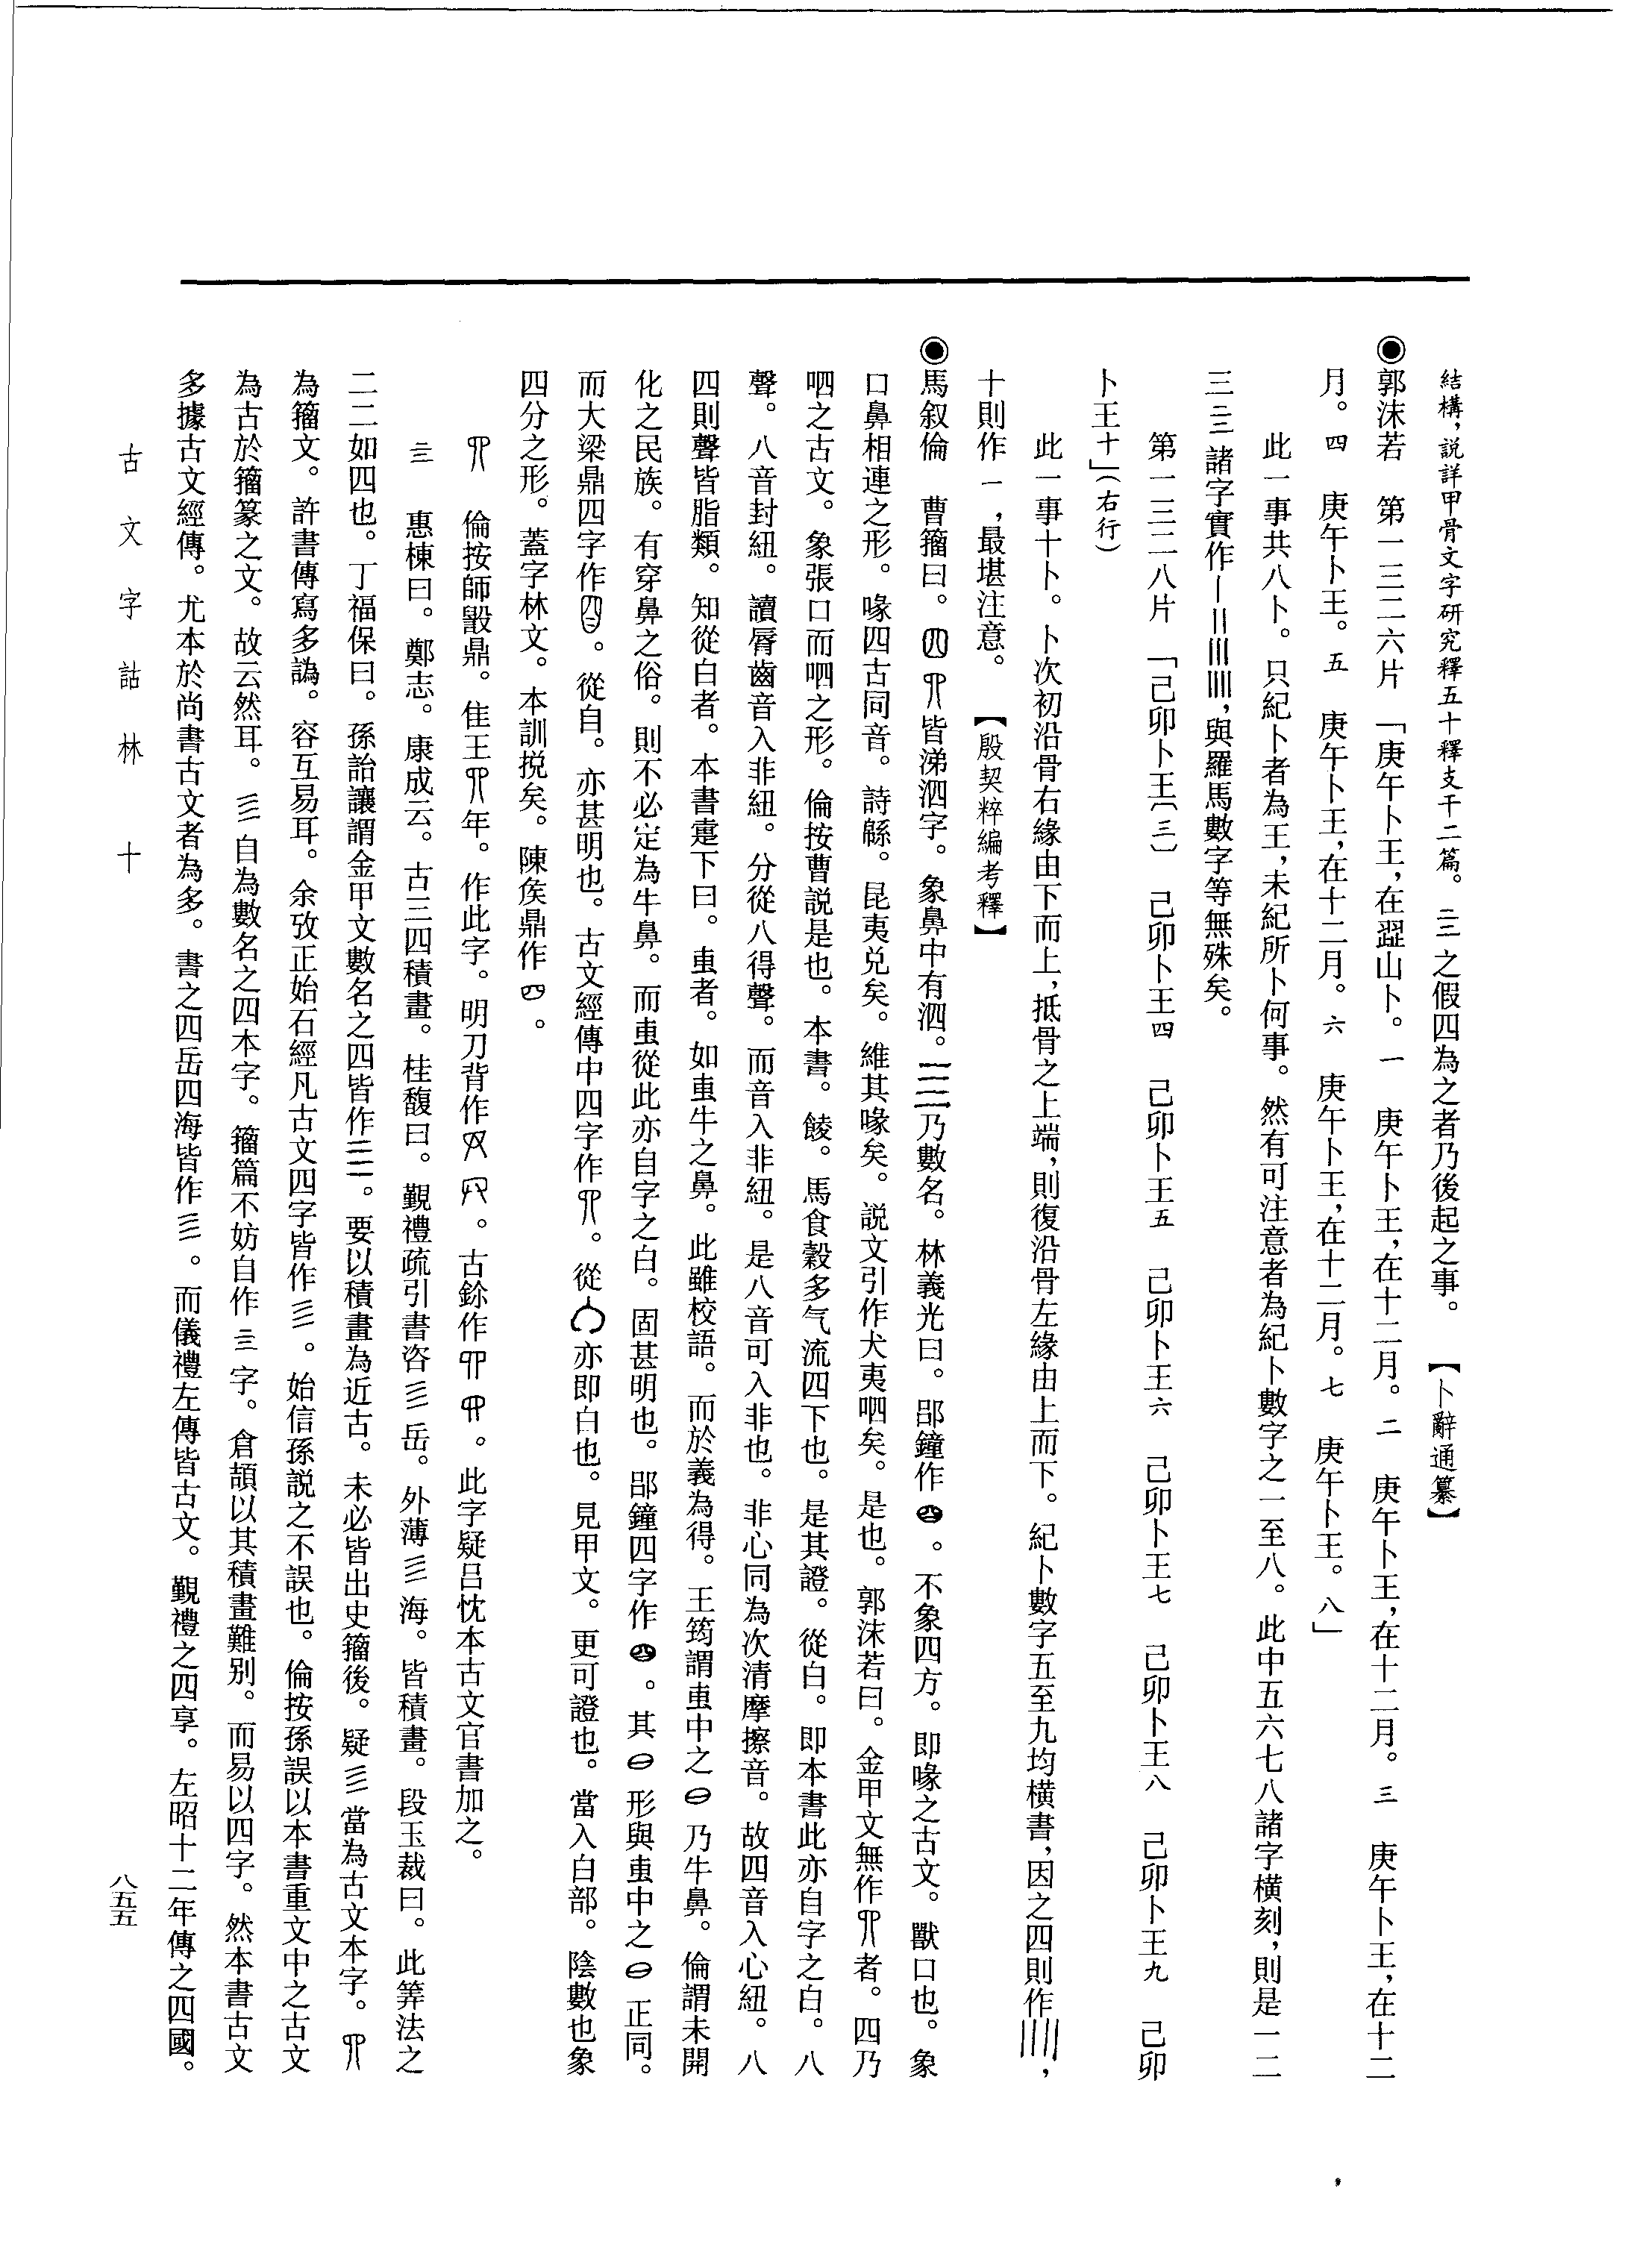 結構，説詳甲骨文字研究釋五十釋支干二篇。亖之假四為之者乃後起之事。　【卜辭通纂】
◉郭沫若　第一三二六片　「庚午卜王，在𤲞山卜。一　庚午卜王，在十二月。二　庚午卜王，在十二月。三　庚午卜王，在十二
月。四　庚午卜王。五　庚午卜王，在十二月。六　庚午卜王，在十二月。七　庚午卜王。八」
此一事共八卜。只紀卜者為王，未紀所卜何事。然有可注意者為紀卜數字之一至八。此中五六七八諸字橫刻，則是一二
三亖諸字實作｜‖⦀⦀｜，與羅馬數字等無殊矣。
第一三二八片　「己卯卜王（三）　己卯卜王四　己卯卜王五　己卯卜王六　己卯卜王七　己卯卜王八　己卯卜王九　己卯
卜王十」（右行）
此一事十卜。卜次初沿骨右緣由下而上，抵骨之上端，則復沿骨左緣由上而下。紀卜數字五至九均橫書，因之四則作||||，
十則作一，最堪注意。　【殷契粹編考釋】
◉馬叙倫　曹籀曰。皆涕泗字。象鼻中有泗。亖乃數名。林義光曰。郘鐘作。不象四方。即喙之古文。獸口也。象
口鼻相連之形。喙四古同音。詩緜。昆夷兌矣。維其喙矣。説文引作犬夷呬矣。是也。郭沫若曰。金甲文無作者。四乃
呬之古文。象張口而呬之形。倫按曹説是也。本書。餧。馬食穀多气流四下也。是其證。從白。即本書此亦自字之白。八
聲。八音封紐。讀脣齒音入非紐。分從八得聲。而音入非紐。是八音可入非也。非心同為次清摩擦音。故四音入心紐。八
四則聲皆脂類。知從白者。本書疐下曰。叀者。如叀牛之鼻。此雖校語。而於義為得。王筠謂叀中之乃牛鼻。倫謂未開
化之民族。有穿鼻之俗。則不必定為牛鼻。而叀從此亦自字之白。固甚明也。郘鐘四字作。其形與叀中之正同。
而大梁鼎四字作。從自。亦甚明也。古文經傳中四字作。從亦即白也。見甲文。更可證也。當入白部。陰數也象
四分之形。蓋字林文。本訓挩矣。陳矦鼎作。
倫按師毀鼎。隹王年。作此字。明刀背作。古鉩作。此字疑吕忱本古文官書加之。
亖　惠棟曰。鄭志。康成云。古三四積畫。桂馥曰。覲禮疏引書咨亖岳。外薄亖海。皆積畫。段玉裁曰。此筭法之
二二如四也。丁福保曰。孫詒讓謂金甲文數名之四皆作亖。要以積畫為近古。未必皆出史籀後。疑亖當為古文本字。
為籀文。許書傳寫多譌。容互易耳。余攷正始石經凡古文四字皆作亖。始信孫説之不誤也。倫按孫誤以本書重文中之古文
為古於籀篆之文。故云然耳。亖自為數名之四本字。籀篇不妨自作亖字。倉頡以其積畫難别。而易以四字。然本書古文
多據古文經傳。尤本於尚書古文者為多。書之四岳四海皆作亖。而儀禮左傳皆古文。覲禮之四享。左昭十二年傳之四國。
古文字詁林　十
八五五